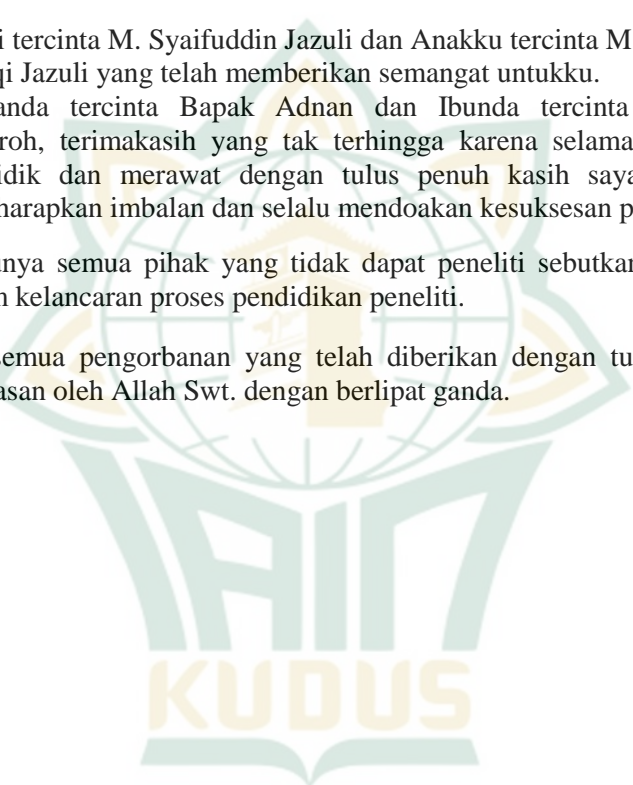 i tercinta M. Syaifuddin Jazuli dan Anakku tercinta M
qi Jazuli yang telah memberikan semangat untukku.
anda tercinta Bapak Adnan dan Ibunda tercinta
roh, terimakasih yang tak terhingga karena selama
idik dan merawat dengan tulus penuh kasih saya
harapkan imbalan dan selalu mendoakan kesuksesan p
nya semua pihak yang tidak dapat peneliti sebutkan
n kelancaran proses pendidikan peneliti.
semua pengorbanan yang telah diberikan dengan tu
asan oleh Allah Swt. dengan berlipat ganda.
IAIN
KUDUS